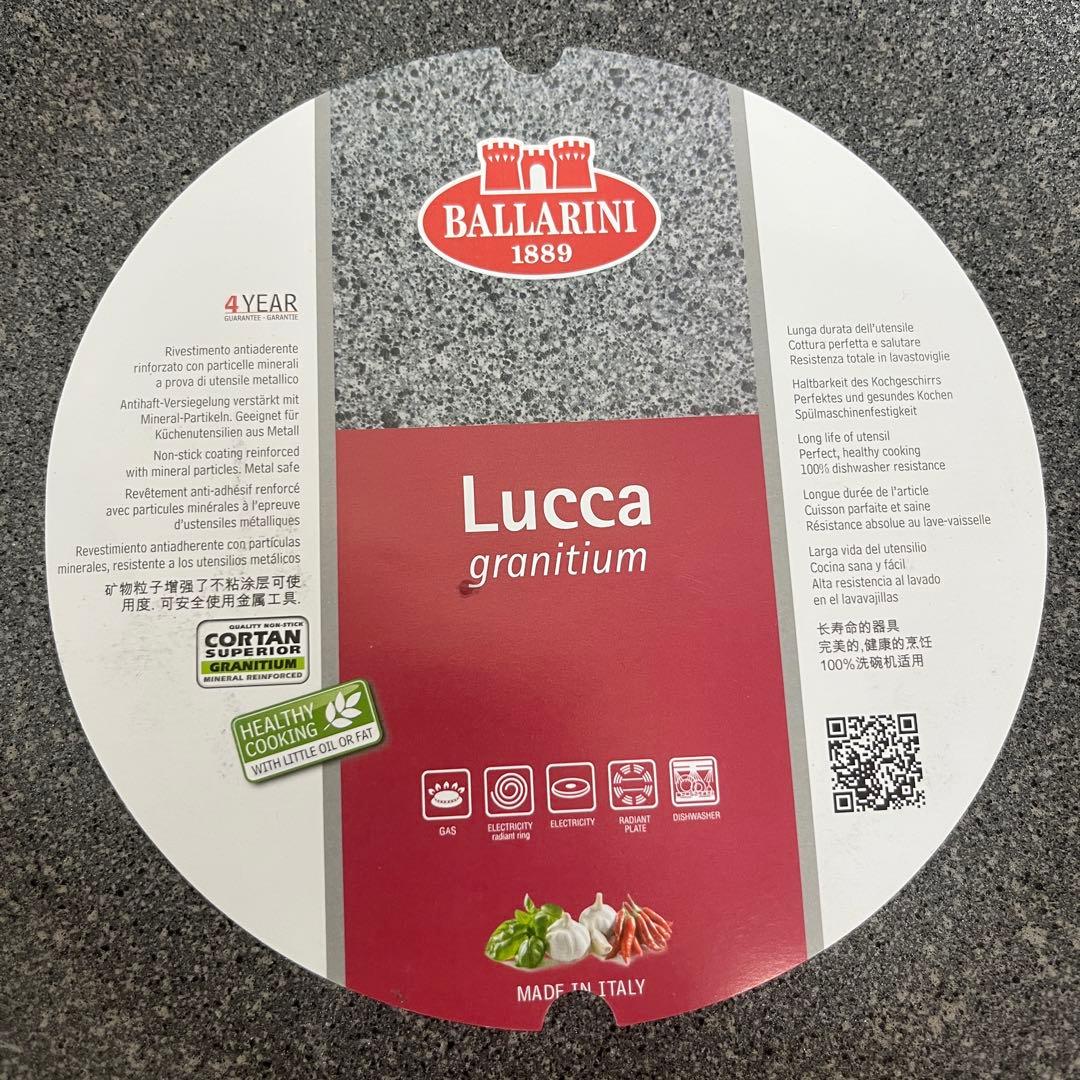 BALLARINI
1889
4 YEAR
GUARANTEE - GARANTIE
Rivestimento antiaderente
rinforzato con particelle minerali
a prova di utensile metallico
Antihaft-Versiegelung verstärkt mit
Mineral-Partikeln. Geeignet für
Küchenutensilien aus Metall
Non-stick coating reinforced
with mineral particles. Metal safe
Revêtement anti-adhésif renforcé
avec particules minérales à l'epreuve
d'ustensiles métalliques
Revestimiento antiadherente con partículas
minerales, resistente a los utensilios metálicos
矿物粒子增强了不粘涂层可使
用度. 可安全使用金属工具.
QUALITY NON-STICK
CORTAN
SUPERIOR
GRANITIUM
MINERAL REINFORCED
HEALTHY
COOKING
WITH LITTLE OIL OR FAT
Lucca
granitium
GAS
ELECTRICITY
radiant ring
ELECTRICITY
RADIANT
PLATE
DISHWASHER
MADE IN ITALY
Lunga durata dell'utensile
Cottura perfetta e salutare
Resistenza totale in lavastoviglie
Haltbarkeit des Kochgeschirrs
Perfektes und gesundes Kochen
Spülmaschinenfestigkeit
Long life of utensil
Perfect, healthy cooking
100% dishwasher resistance
Longue durée de l'article
Cuisson parfaite et saine
Résistance absolue au lave-vaisselle
Larga vida del utensilio
Cocina sana y fácil
Alta resistencia al lavado
en el lavavajillas
长寿命的器具
完美的,健康的烹饪
100%洗碗机适用